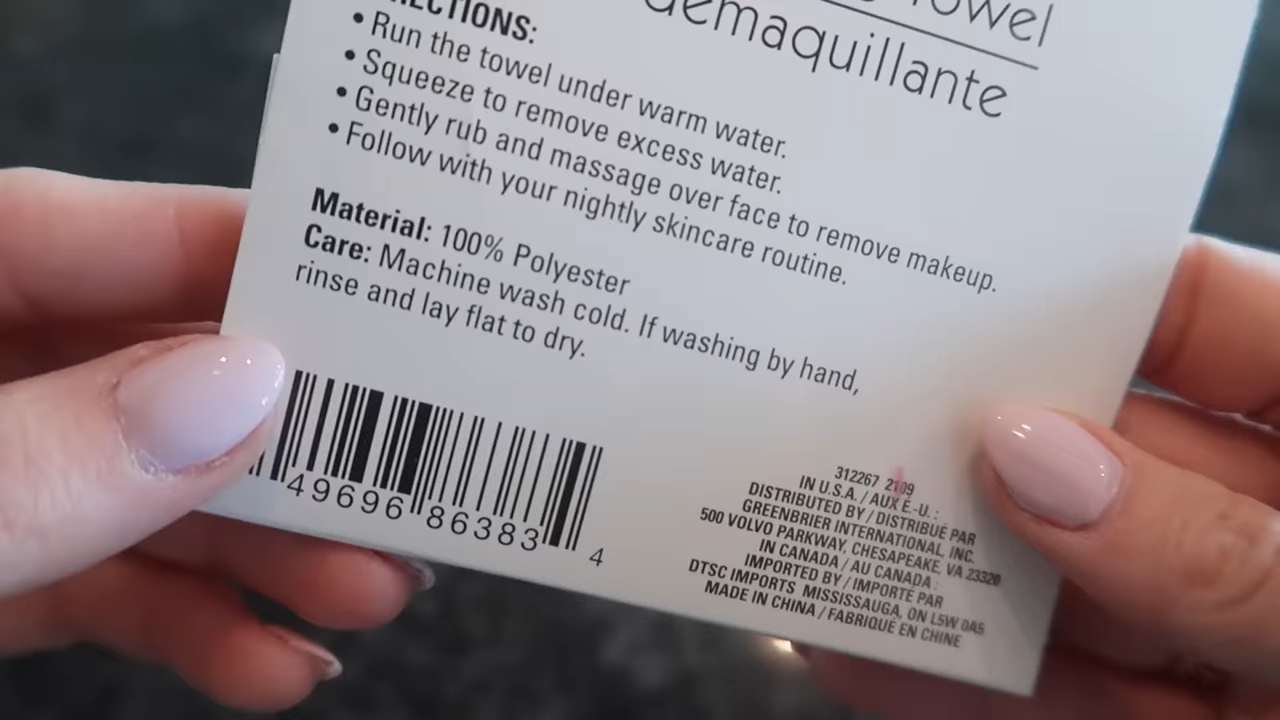 Towel
démaquillante
DIRECTIONS:
• Run the towel under warm water.
• Squeeze to remove excess water.
• Gently rub and massage over face to remove makeup.
• Follow with your nightly skincare routine.
Material: 100% Polyester
Care: Machine wash cold. If washing by hand,
rinse and lay flat to dry.
49696 86383 4
312267 2109
IN U.S.A. / AUX É.-U. :
DISTRIBUTED BY / DISTRIBUÉ PAR
GREENBRIER INTERNATIONAL, INC.
500 VOLVO PARKWAY, CHESAPEAKE, VA 23320
IN CANADA / AU CANADA :
IMPORTED BY / IMPORTÉ PAR
DTSC IMPORTS MISSISSAUGA, ON L5W 0A5
MADE IN CHINA / FABRIQUÉ EN CHINE